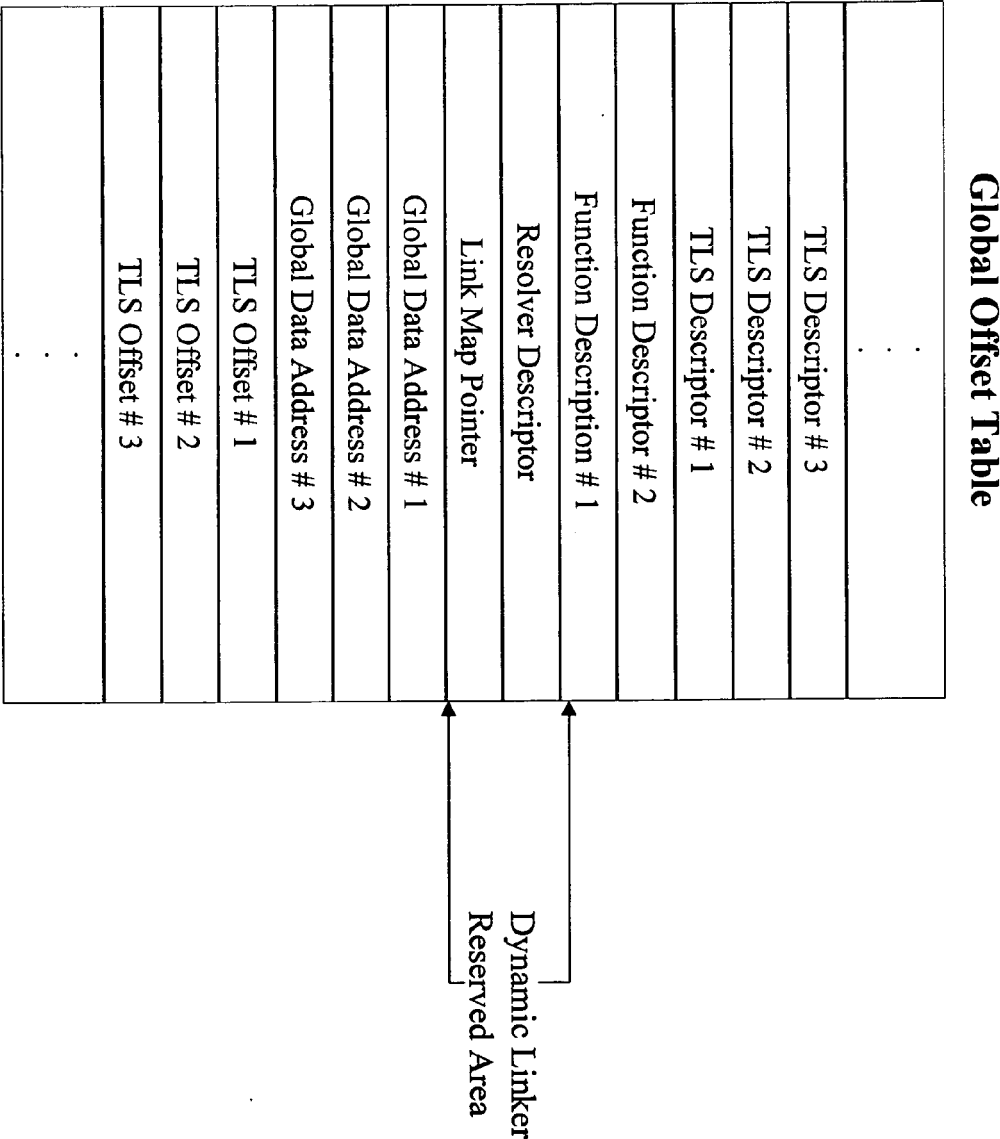 Global Offset Table
. . .
TLS Descriptor # 3
TLS Descriptor # 2
TLS Descriptor # 1
Function Descriptor # 2
Function Description # 1
Resolver Descriptor
Link Map Pointer
Global Data Address # 1
Global Data Address # 2
Global Data Address # 3
TLS Offset # 1
TLS Offset # 2
TLS Offset # 3
. . .
Dynamic Linker
Reserved Area